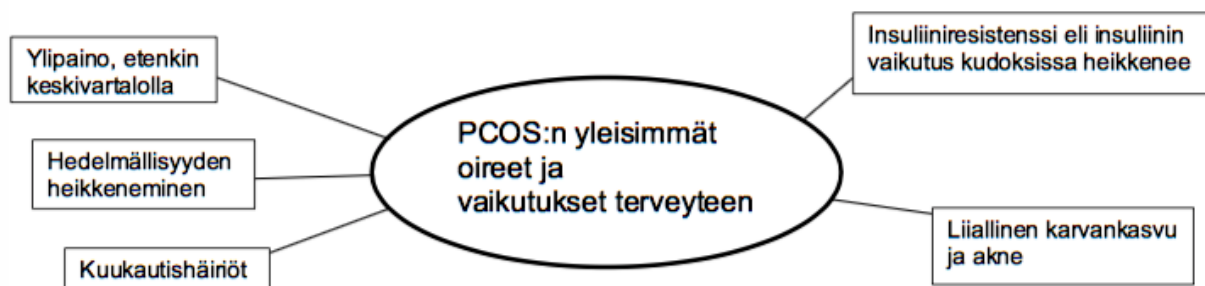 Ylipaino, etenkin
keskivartalolla
Hedelmällisyyden
heikkeneminen
Kuukautishäiriöt
PCOS:n yleisimmät
oireet ja
vaikutukset terveyteen
Insuliiniresistenssi eli insuliinin
vaikutus kudoksissa heikkenee
Liiallinen karvankasvu
ja akne